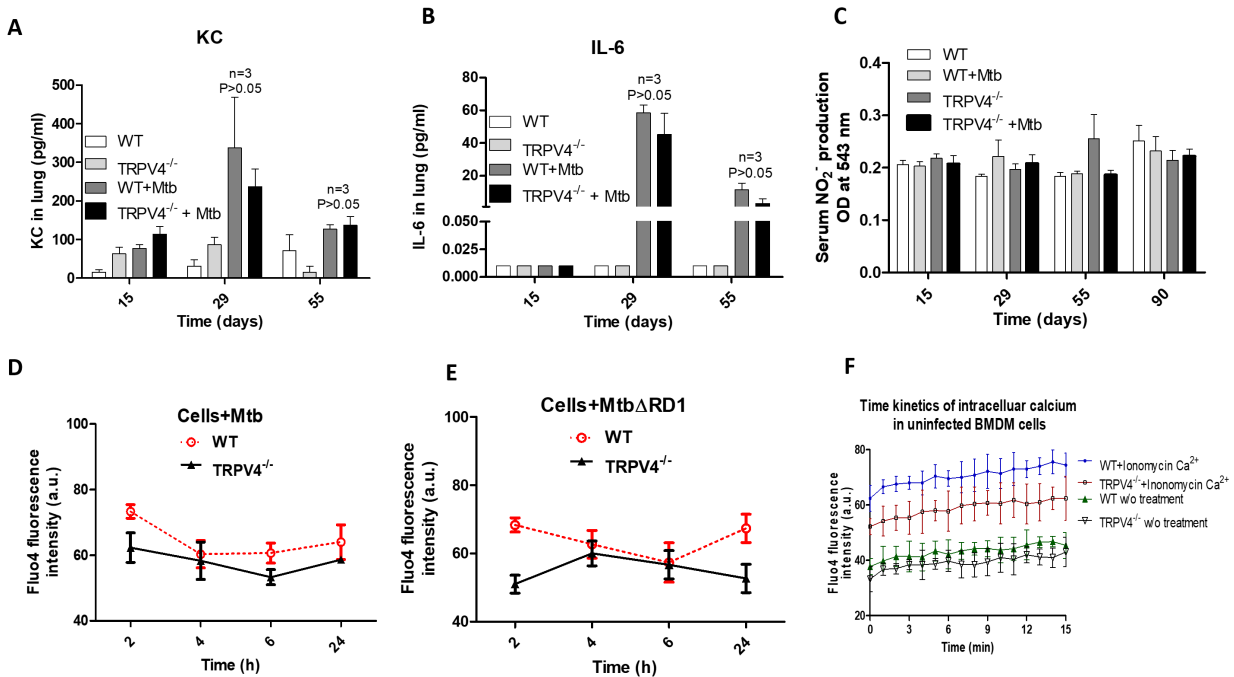 A
KC
KC in lung (pg/ml)
500
400
300
200
100
0
n=3
P>0.05
n=3
P>0.05
WT
TRPV4-/-
WT+Mtb
TRPV4-/- + Mtb
15
29
55
Time (days)
B
IL-6
IL-6 in lung (pg/ml)
80
60
40
20
0.050
0.025
0.000
n=3
P>0.05
n=3
P>0.05
WT
TRPV4-/-
WT+Mtb
TRPV4-/- + Mtb
15
29
55
Time (days)
C
Serum NO2- production
OD at 543 nm
0.4
0.3
0.2
0.1
0.0
WT
WT+Mtb
TRPV4-/-
TRPV4-/- +Mtb
15
29
55
90
Time (days)
D
Cells+Mtb
WT
TRPV4-/-
Fluo4 fluorescence
intensity (a.u.)
100
80
60
40
2
4
6
24
Time (h)
E
Cells+MtbΔRD1
WT
TRPV4-/-
Fluo4 fluorescence
intensity (a.u.)
100
80
60
40
2
4
6
24
Time (h)
F
Time kinetics of intracelluar calcium
in uninfected BMDM cells
Fluo4 fluorescence
intensity (a.u.)
80
60
40
20
0
3
6
9
12
15
Time (min)
WT+Ionomycin Ca2+
TRPV4-/-+Inonomycin Ca2+
WT w/o treatment
TRPV4-/- w/o treatment